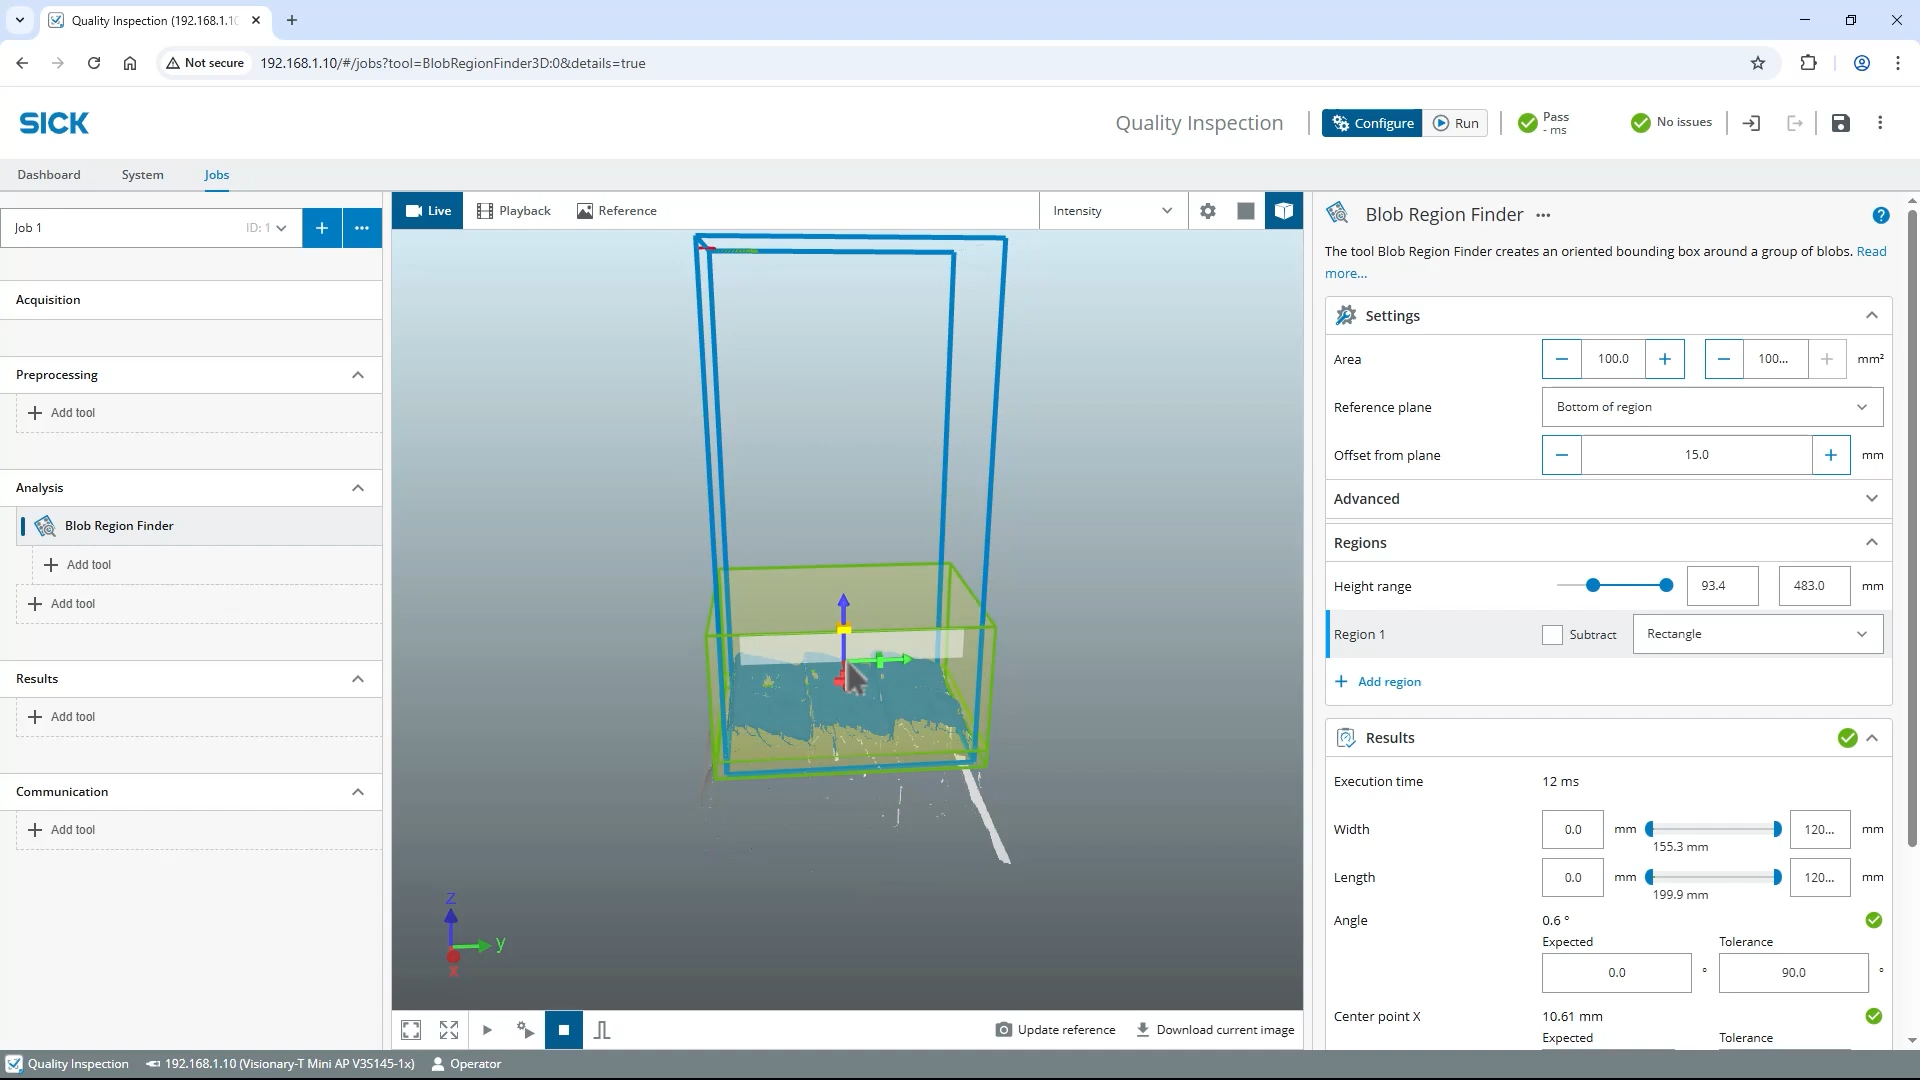 Quality Inspection (192.168.1.10
Not secure
192.168.1.10/#/jobs?tool=BlobRegionFinder3D:0&details=true
SICK
Quality Inspection
Configure
Run
Pass
- ms
No issues
Dashboard
System
Jobs
Job 1
ID: 1
Acquisition
Preprocessing
Add tool
Analysis
Blob Region Finder
Add tool
Add tool
Results
Add tool
Communication
Add tool
Live
Playback
Reference
Intensity
z
y
x
Update reference
Download current image
Blob Region Finder
The tool Blob Region Finder creates an oriented bounding box around a group of blobs. Read
more...
Settings
Area
100.0
100...
mm²
Reference plane
Bottom of region
Offset from plane
15.0
mm
Advanced
Regions
Height range
93.4
483.0
mm
Region 1
Subtract
Rectangle
Add region
Results
Execution time
12 ms
Width
0.0
mm
120...
mm
155.3 mm
Length
0.0
mm
120...
mm
199.9 mm
Angle
0.6 °
Expected
Tolerance
0.0
°
90.0
°
Center point X
10.61 mm
Expected
Tolerance
Quality Inspection
192.168.1.10 (Visionary-T Mini AP V3S145-1x)
Operator